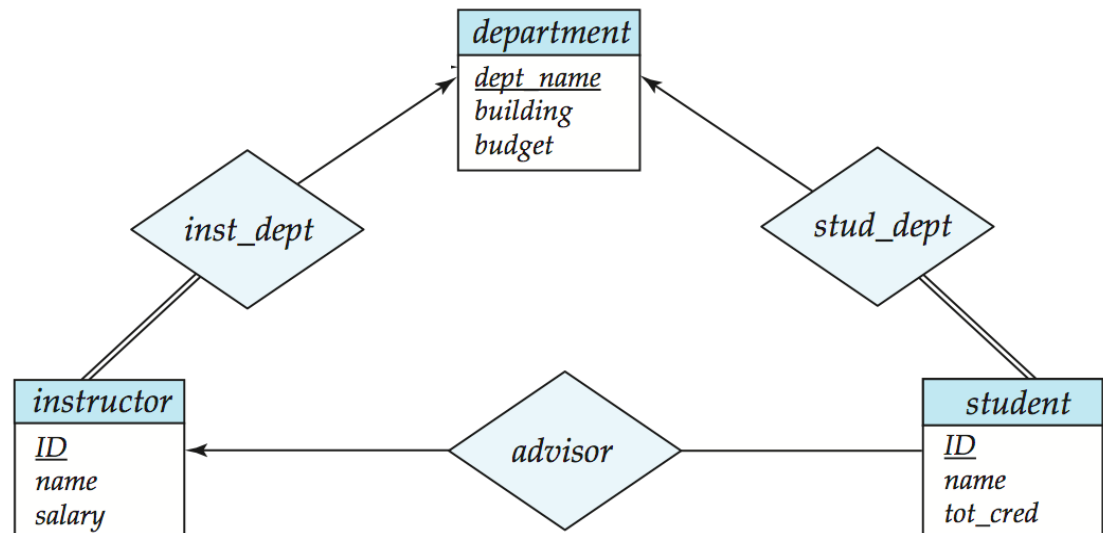 department
dept_name
building
budget
inst_dept
stud_dept
instructor
ID
name
salary
advisor
student
ID
name
tot_cred